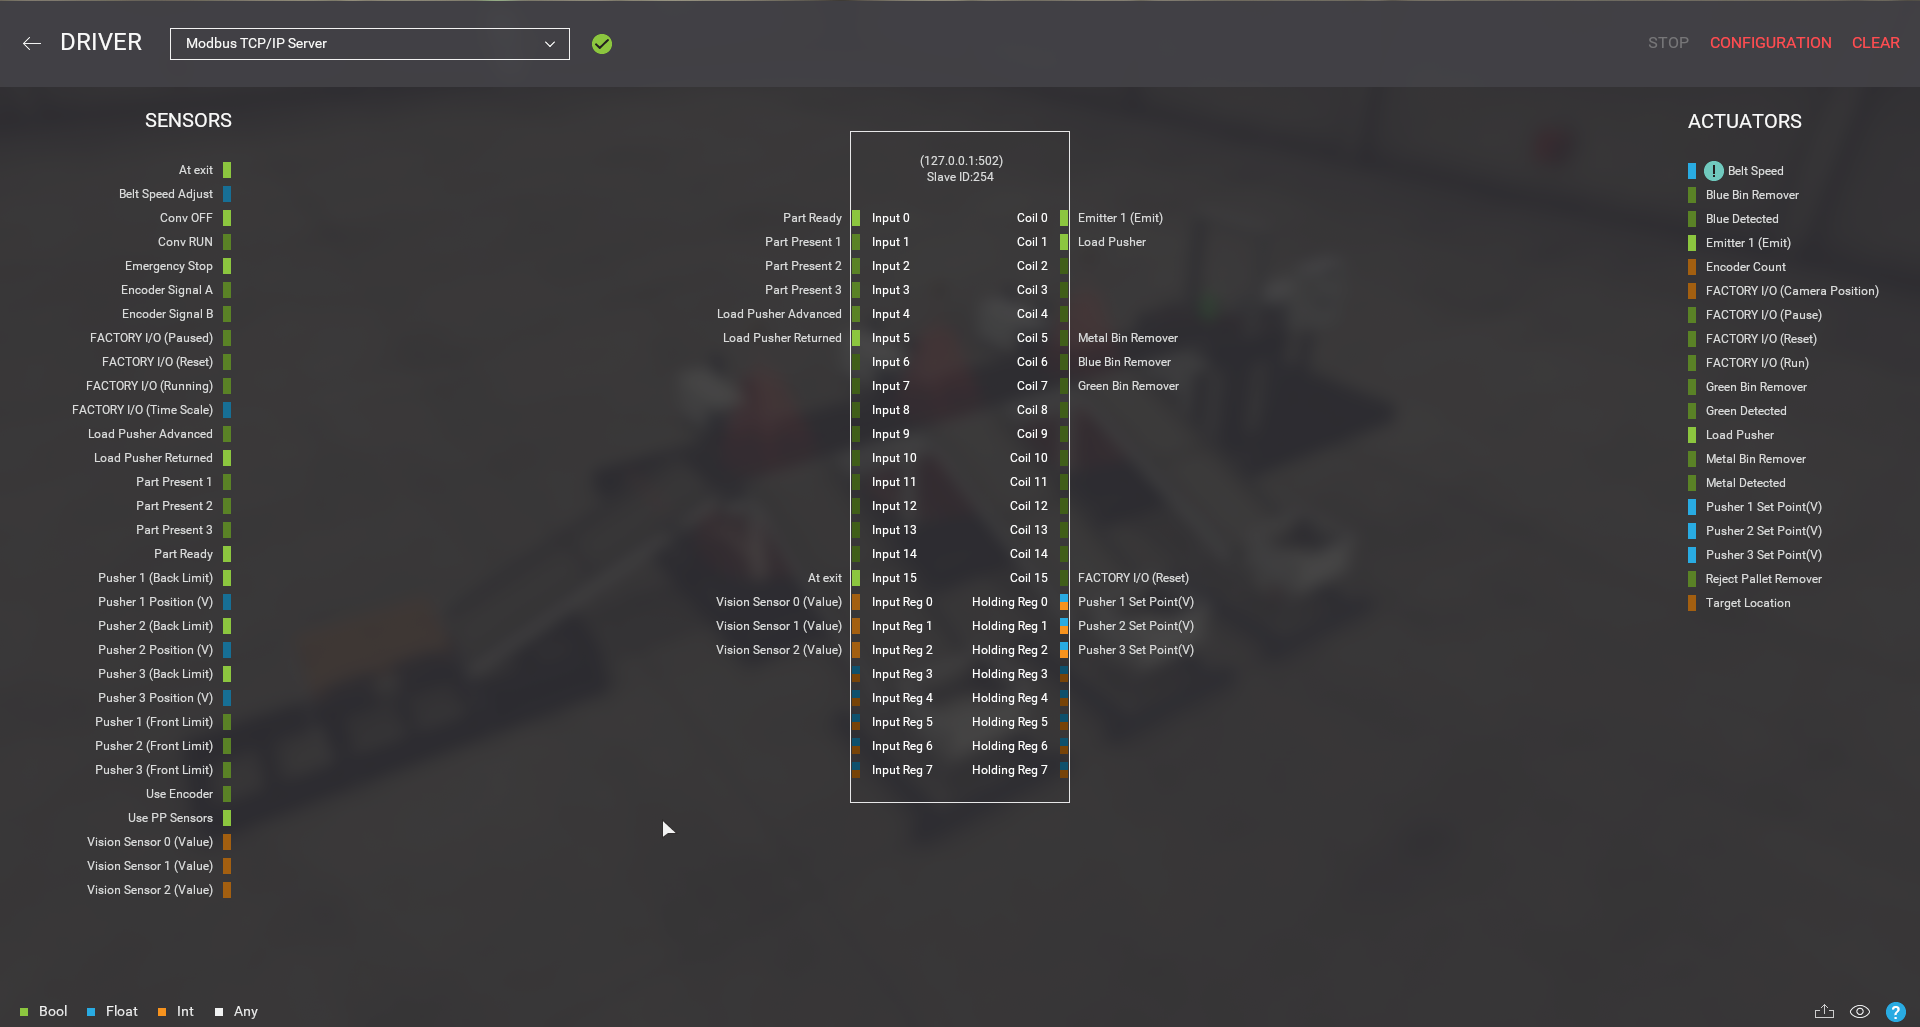 DRIVER
Modbus TCP/IP Server
STOP
CONFIGURATION
CLEAR
SENSORS
At exit
Belt Speed Adjust
Conv OFF
Conv RUN
Emergency Stop
Encoder Signal A
Encoder Signal B
FACTORY I/O (Paused)
FACTORY I/O (Reset)
FACTORY I/O (Running)
FACTORY I/O (Time Scale)
Load Pusher Advanced
Load Pusher Returned
Part Present 1
Part Present 2
Part Present 3
Part Ready
Pusher 1 (Back Limit)
Pusher 1 Position (V)
Pusher 2 (Back Limit)
Pusher 2 Position (V)
Pusher 3 (Back Limit)
Pusher 3 Position (V)
Pusher 1 (Front Limit)
Pusher 2 (Front Limit)
Pusher 3 (Front Limit)
Use Encoder
Use PP Sensors
Vision Sensor 0 (Value)
Vision Sensor 1 (Value)
Vision Sensor 2 (Value)
(127.0.0.1:502)
Slave ID:254
Part Ready Input 0 Coil 0 Emitter 1 (Emit)
Part Present 1 Input 1 Coil 1 Load Pusher
Part Present 2 Input 2 Coil 2
Part Present 3 Input 3 Coil 3
Load Pusher Advanced Input 4 Coil 4
Load Pusher Returned Input 5 Coil 5 Metal Bin Remover
Input 6 Coil 6 Blue Bin Remover
Input 7 Coil 7 Green Bin Remover
Input 8 Coil 8
Input 9 Coil 9
Input 10 Coil 10
Input 11 Coil 11
Input 12 Coil 12
Input 13 Coil 13
Input 14 Coil 14
At exit Input 15 Coil 15 FACTORY I/O (Reset)
Vision Sensor 0 (Value) Input Reg 0 Holding Reg 0 Pusher 1 Set Point(V)
Vision Sensor 1 (Value) Input Reg 1 Holding Reg 1 Pusher 2 Set Point(V)
Vision Sensor 2 (Value) Input Reg 2 Holding Reg 2 Pusher 3 Set Point(V)
Input Reg 3 Holding Reg 3
Input Reg 4 Holding Reg 4
Input Reg 5 Holding Reg 5
Input Reg 6 Holding Reg 6
Input Reg 7 Holding Reg 7
ACTUATORS
! Belt Speed
Blue Bin Remover
Blue Detected
Emitter 1 (Emit)
Encoder Count
FACTORY I/O (Camera Position)
FACTORY I/O (Pause)
FACTORY I/O (Reset)
FACTORY I/O (Run)
Green Bin Remover
Green Detected
Load Pusher
Metal Bin Remover
Metal Detected
Pusher 1 Set Point(V)
Pusher 2 Set Point(V)
Pusher 3 Set Point(V)
Reject Pallet Remover
Target Location
Bool Float Int Any
?